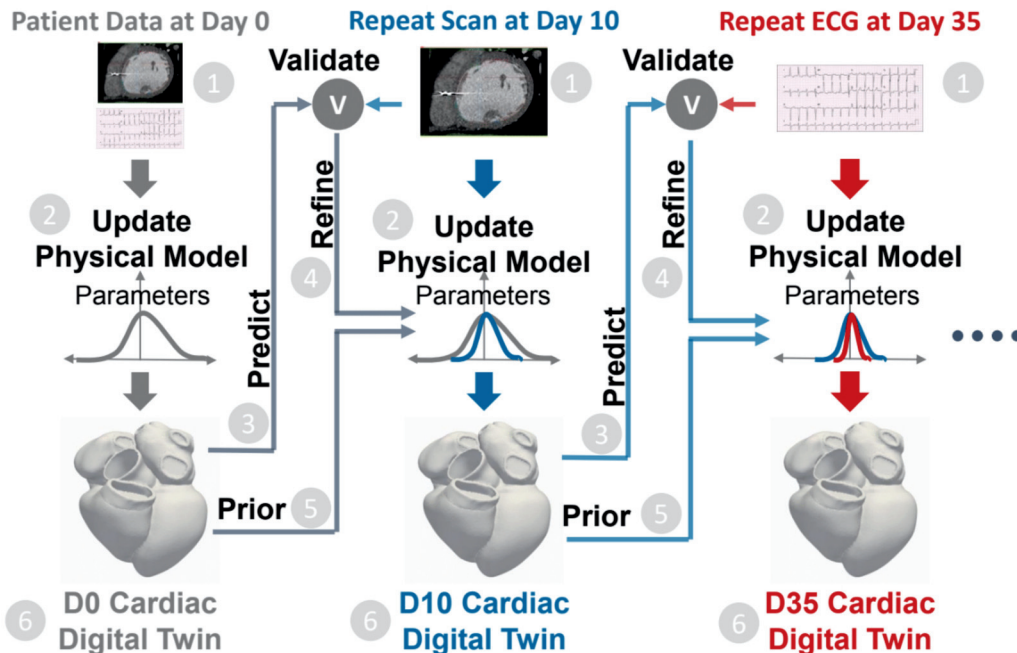 Patient Data at Day 0
1
2
Update
Physical Model
Parameters
3
Predict
Prior
5
6
D0 Cardiac
Digital Twin
Validate
V
Refine
4
Repeat Scan at Day 10
1
2
Update
Physical Model
Parameters
3
Predict
Prior
5
6
D10 Cardiac
Digital Twin
Validate
V
Refine
4
Repeat ECG at Day 35
1
2
Update
Physical Model
Parameters
6
D35 Cardiac
Digital Twin